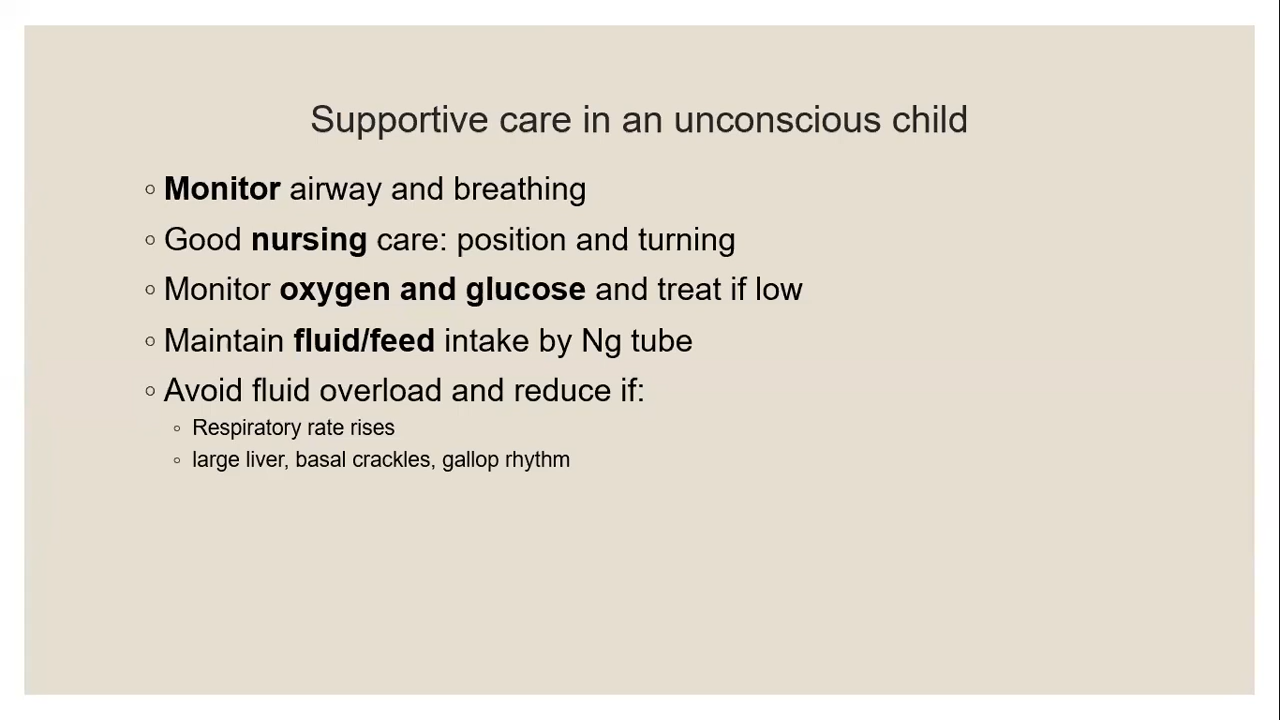 Supportive care in an unconscious child
◦ Monitor airway and breathing
◦ Good nursing care: position and turning
◦ Monitor oxygen and glucose and treat if low
◦ Maintain fluid/feed intake by Ng tube
◦ Avoid fluid overload and reduce if:
◦ Respiratory rate rises
◦ large liver, basal crackles, gallop rhythm